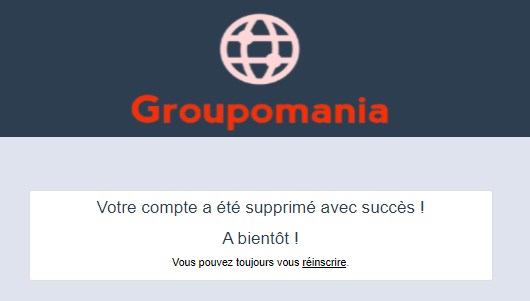 Groupomania
Votre compte a été supprimé avec succès !
A bientôt !
Vous pouvez toujours vous réinscrire.